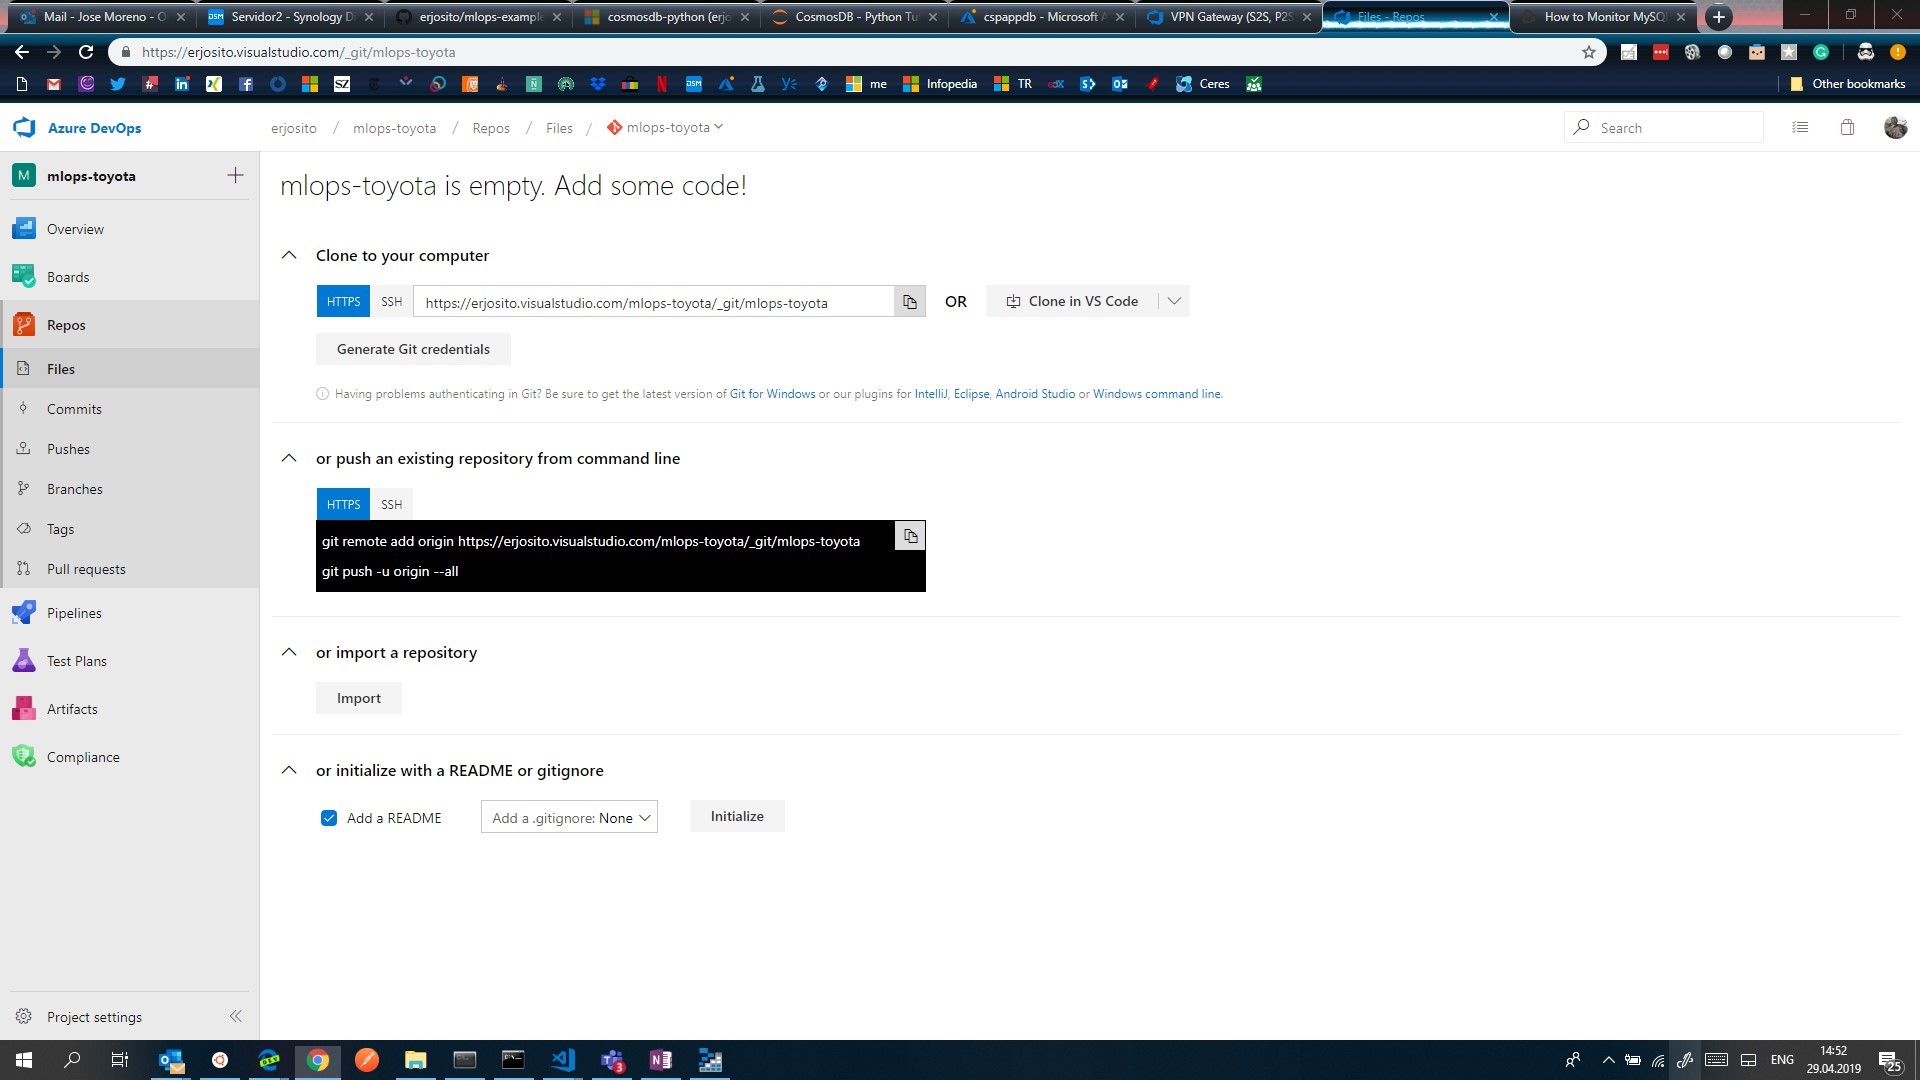 Mail - Jose Moreno - O
Servidor2 - Synology D
erjosito/mlops-example
cosmosdb-python (erjo
CosmosDB - Python Tu
cspappdb - Microsoft A
VPN Gateway (S2S, P2S
Files - Repos
How to Monitor MySQ
https://erjosito.visualstudio.com/_git/mlops-toyota
SZ
DSM
me
Infopedia
TR
Ceres
Other bookmarks
Azure DevOps
erjosito / mlops-toyota / Repos / Files / mlops-toyota
Search
M mlops-toyota
Overview
Boards
Repos
Files
Commits
Pushes
Branches
Tags
Pull requests
Pipelines
Test Plans
Artifacts
Compliance
Project settings
mlops-toyota is empty. Add some code!
Clone to your computer
HTTPS SSH https://erjosito.visualstudio.com/mlops-toyota/_git/mlops-toyota OR Clone in VS Code
Generate Git credentials
Having problems authenticating in Git? Be sure to get the latest version of Git for Windows or our plugins for IntelliJ, Eclipse, Android Studio or Windows command line.
or push an existing repository from command line
HTTPS SSH
git remote add origin https://erjosito.visualstudio.com/mlops-toyota/_git/mlops-toyota
git push -u origin --all
or import a repository
Import
or initialize with a README or gitignore
Add a README Add a .gitignore: None Initialize
3
ENG
14:52
29.04.2019
25